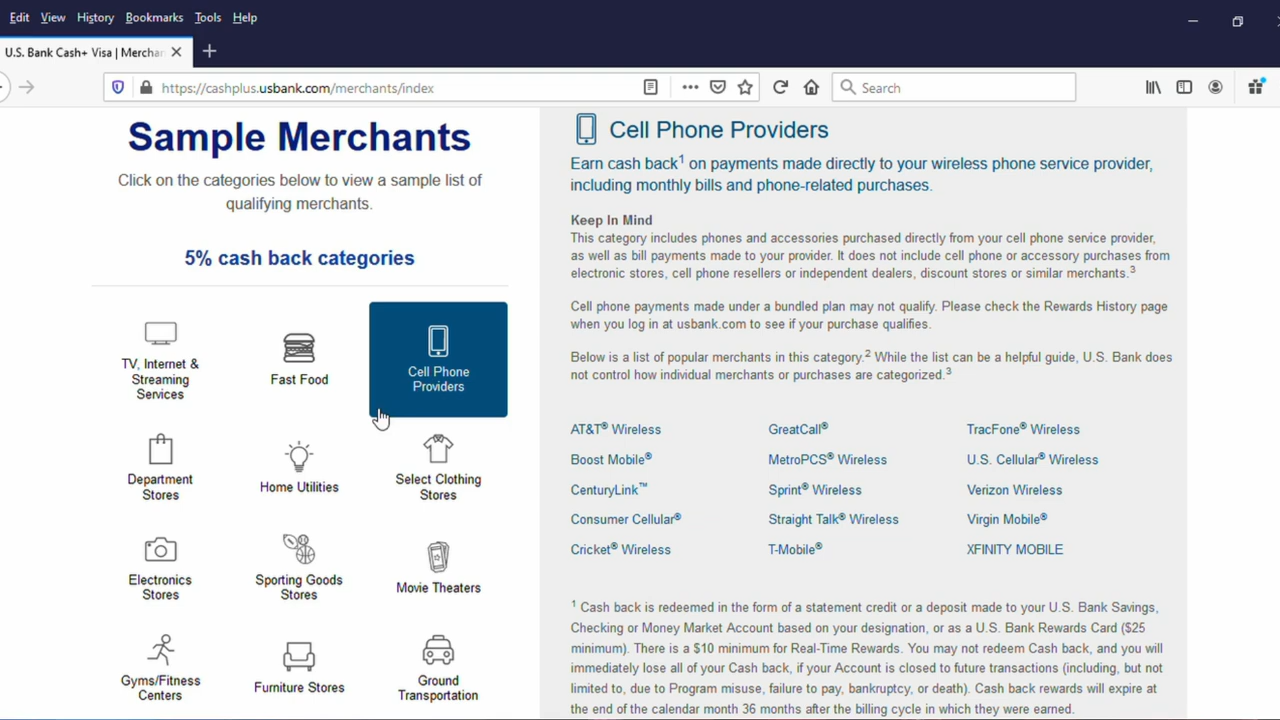 Edit View History Bookmarks Tools Help
U.S. Bank Cash+ Visa | Merchan
https://cashplus.usbank.com/merchants/index
Search
Sample Merchants
Click on the categories below to view a sample list of
qualifying merchants.
5% cash back categories
TV, Internet &
Streaming
Services
Fast Food
Cell Phone
Providers
Department
Stores
Home Utilities
Select Clothing
Stores
Electronics
Stores
Sporting Goods
Stores
Movie Theaters
Gyms/Fitness
Centers
Furniture Stores
Ground
Transportation
Cell Phone Providers
Earn cash back1 on payments made directly to your wireless phone service provider,
including monthly bills and phone-related purchases.
Keep In Mind
This category includes phones and accessories purchased directly from your cell phone service provider,
as well as bill payments made to your provider. It does not include cell phone or accessory purchases from
electronic stores, cell phone resellers or independent dealers, discount stores or similar merchants.3
Cell phone payments made under a bundled plan may not qualify. Please check the Rewards History page
when you log in at usbank.com to see if your purchase qualifies.
Below is a list of popular merchants in this category.2 While the list can be a helpful guide, U.S. Bank does
not control how individual merchants or purchases are categorized.3
AT&T® Wireless GreatCall® TracFone® Wireless
Boost Mobile® MetroPCS® Wireless U.S. Cellular® Wireless
CenturyLink™ Sprint® Wireless Verizon Wireless
Consumer Cellular® Straight Talk® Wireless Virgin Mobile®
Cricket® Wireless T-Mobile® XFINITY MOBILE
1 Cash back is redeemed in the form of a statement credit or a deposit made to your U.S. Bank Savings,
Checking or Money Market Account based on your designation, or as a U.S. Bank Rewards Card ($25
minimum). There is a $10 minimum for Real-Time Rewards. You may not redeem Cash back, and you will
immediately lose all of your Cash back, if your Account is closed to future transactions (including, but not
limited to, due to Program misuse, failure to pay, bankruptcy, or death). Cash back rewards will expire at
the end of the calendar month 36 months after the billing cycle in which they were earned.